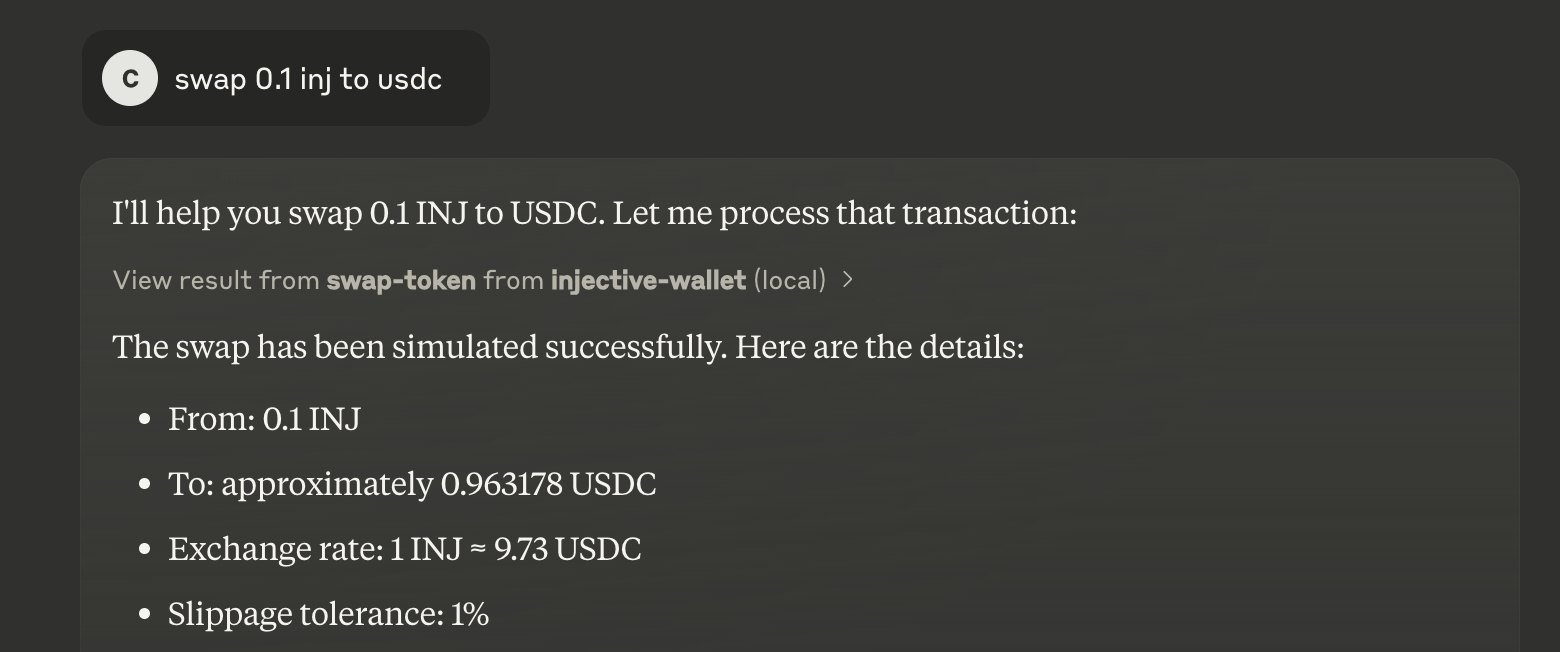 C swap 0.1 inj to usdc
I'll help you swap 0.1 INJ to USDC. Let me process that transaction:
View result from swap-token from injective-wallet (local) >
The swap has been simulated successfully. Here are the details:
• From: 0.1 INJ
• To: approximately 0.963178 USDC
• Exchange rate: 1 INJ ≈ 9.73 USDC
• Slippage tolerance: 1%